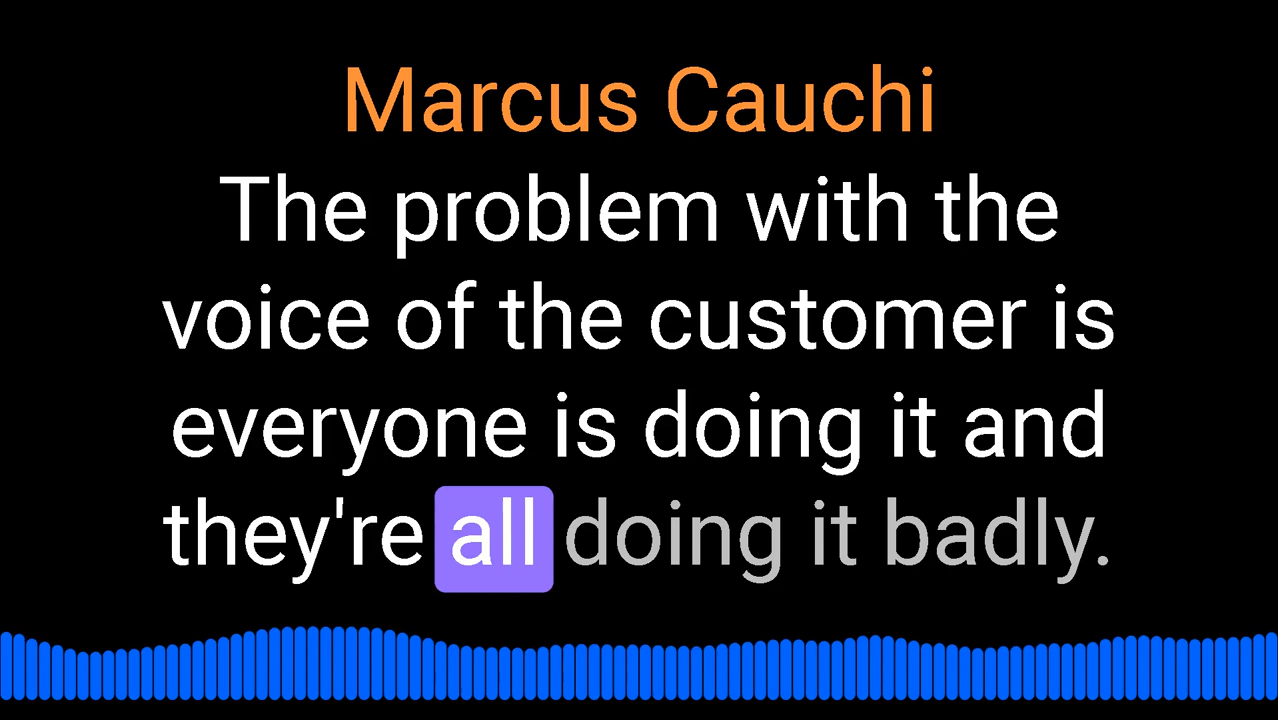 Marcus Cauchi
The problem with the
voice of the customer is
everyone is doing it and
they're all doing it badly.